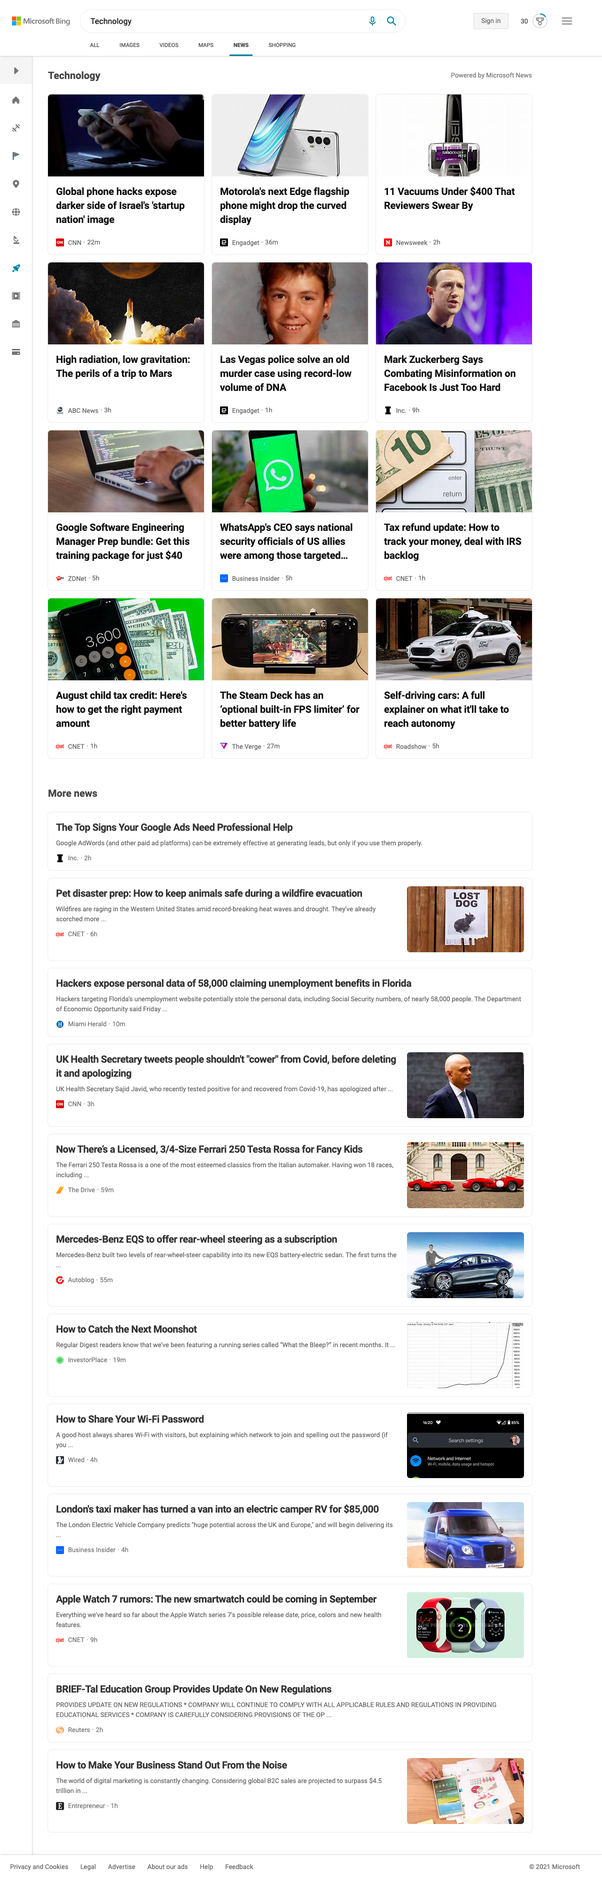 Microsoft Bing
Technology
Sign in
30
ALL
IMAGES
VIDEOS
MAPS
NEWS
SHOPPING
Technology
Powered by Microsoft News
Global phone hacks expose
darker side of Israel's 'startup
nation' image
CNN · 22m
Motorola's next Edge flagship
phone might drop the curved
display
Engadget · 36m
11 Vacuums Under $400 That
Reviewers Swear By
Newsweek · 2h
High radiation, low gravitation:
The perils of a trip to Mars
ABC News · 3h
Las Vegas police solve an old
murder case using record-low
volume of DNA
Engadget · 1h
Mark Zuckerberg Says
Combating Misinformation on
Facebook Is Just Too Hard
Inc. · 9h
10
enter
return
Google Software Engineering
Manager Prep bundle: Get this
training package for just $40
ZDNet · 5h
WhatsApp's CEO says national
security officials of US allies
were among those targeted...
Business Insider · 5h
Tax refund update: How to
track your money, deal with IRS
backlog
CNET · 1h
3,600
August child tax credit: Here's
how to get the right payment
amount
CNET · 1h
The Steam Deck has an
'optional built-in FPS limiter' for
better battery life
The Verge · 27m
Self-driving cars: A full
explainer on what it'll take to
reach autonomy
Roadshow · 5h
More news
The Top Signs Your Google Ads Need Professional Help
Google AdWords (and other paid ad platforms) can be extremely effective at generating leads, but only if you use them properly.
Inc. · 2h
Pet disaster prep: How to keep animals safe during a wildfire evacuation
Wildfires are raging in the Western United States amid record-breaking heat waves and drought. They've already
scorched more ...
CNET · 6h
LOST
DOG
Hackers expose personal data of 58,000 claiming unemployment benefits in Florida
Hackers targeting Florida's unemployment website potentially stole the personal data, including Social Security numbers, of nearly 58,000 people. The Department
of Economic Opportunity said Friday ...
Miami Herald · 10m
UK Health Secretary tweets people shouldn't "cower" from Covid, before deleting
it and apologizing
UK Health Secretary Sajid Javid, who recently tested positive for and recovered from Covid-19, has apologized after ...
CNN · 3h
Now There's a Licensed, 3/4-Size Ferrari 250 Testa Rossa for Fancy Kids
The Ferrari 250 Testa Rossa is a one of the most esteemed classics from the Italian automaker. Having won 18 races,
including ...
The Drive · 59m
Mercedes-Benz EQS to offer rear-wheel steering as a subscription
Mercedes-Benz built two levels of rearwheel-steer capability into its new EQS battery-electric sedan. The first turns the
...
Autoblog · 55m
How to Catch the Next Moonshot
Regular Digest readers know that we've been featuring a running series called "What the Bleep?" in recent months. It ...
InvestorPlace · 19m
How to Share Your Wi-Fi Password
A good host always shares Wi-Fi with visitors, but explaining which network to join and spelling out the password (if
you ...
Wired · 4h
16:20
85%
Search settings
Network and Internet
Wi-Fi, mobile, data usage and hotspot
London's taxi maker has turned a van into an electric camper RV for $85,000
The London Electric Vehicle Company predicts "huge potential across the UK and Europe," and will begin delivering its
...
Business Insider · 4h
Apple Watch 7 rumors: The new smartwatch could be coming in September
Everything we've heard so far about the Apple Watch series 7's possible release date, price, colors and new health
features.
CNET · 9h
BRIEF-Tal Education Group Provides Update On New Regulations
PROVIDES UPDATE ON NEW REGULATIONS * COMPANY WILL CONTINUE TO COMPLY WITH ALL APPLICABLE RULES AND REGULATIONS IN PROVIDING
EDUCATIONAL SERVICES * COMPANY IS CAREFULLY CONSIDERING PROVISIONS OF THE OP ...
Reuters · 2h
How to Make Your Business Stand Out From the Noise
The world of digital marketing is constantly changing. Considering global B2C sales are projected to surpass $4.5
trillion in ...
Entrepreneur · 1h
Privacy and Cookies
Legal
Advertise
About our ads
Help
Feedback
© 2021 Microsoft